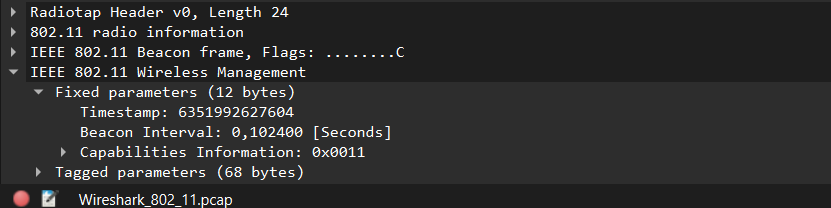 Radiotap Header v0, Length 24
802.11 radio information
IEEE 802.11 Beacon frame, Flags: ........C
IEEE 802.11 Wireless Management
Fixed parameters (12 bytes)
Timestamp: 6351992627604
Beacon Interval: 0,102400 [Seconds]
Capabilities Information: 0x0011
Tagged parameters (68 bytes)
Wireshark_802_11.pcap